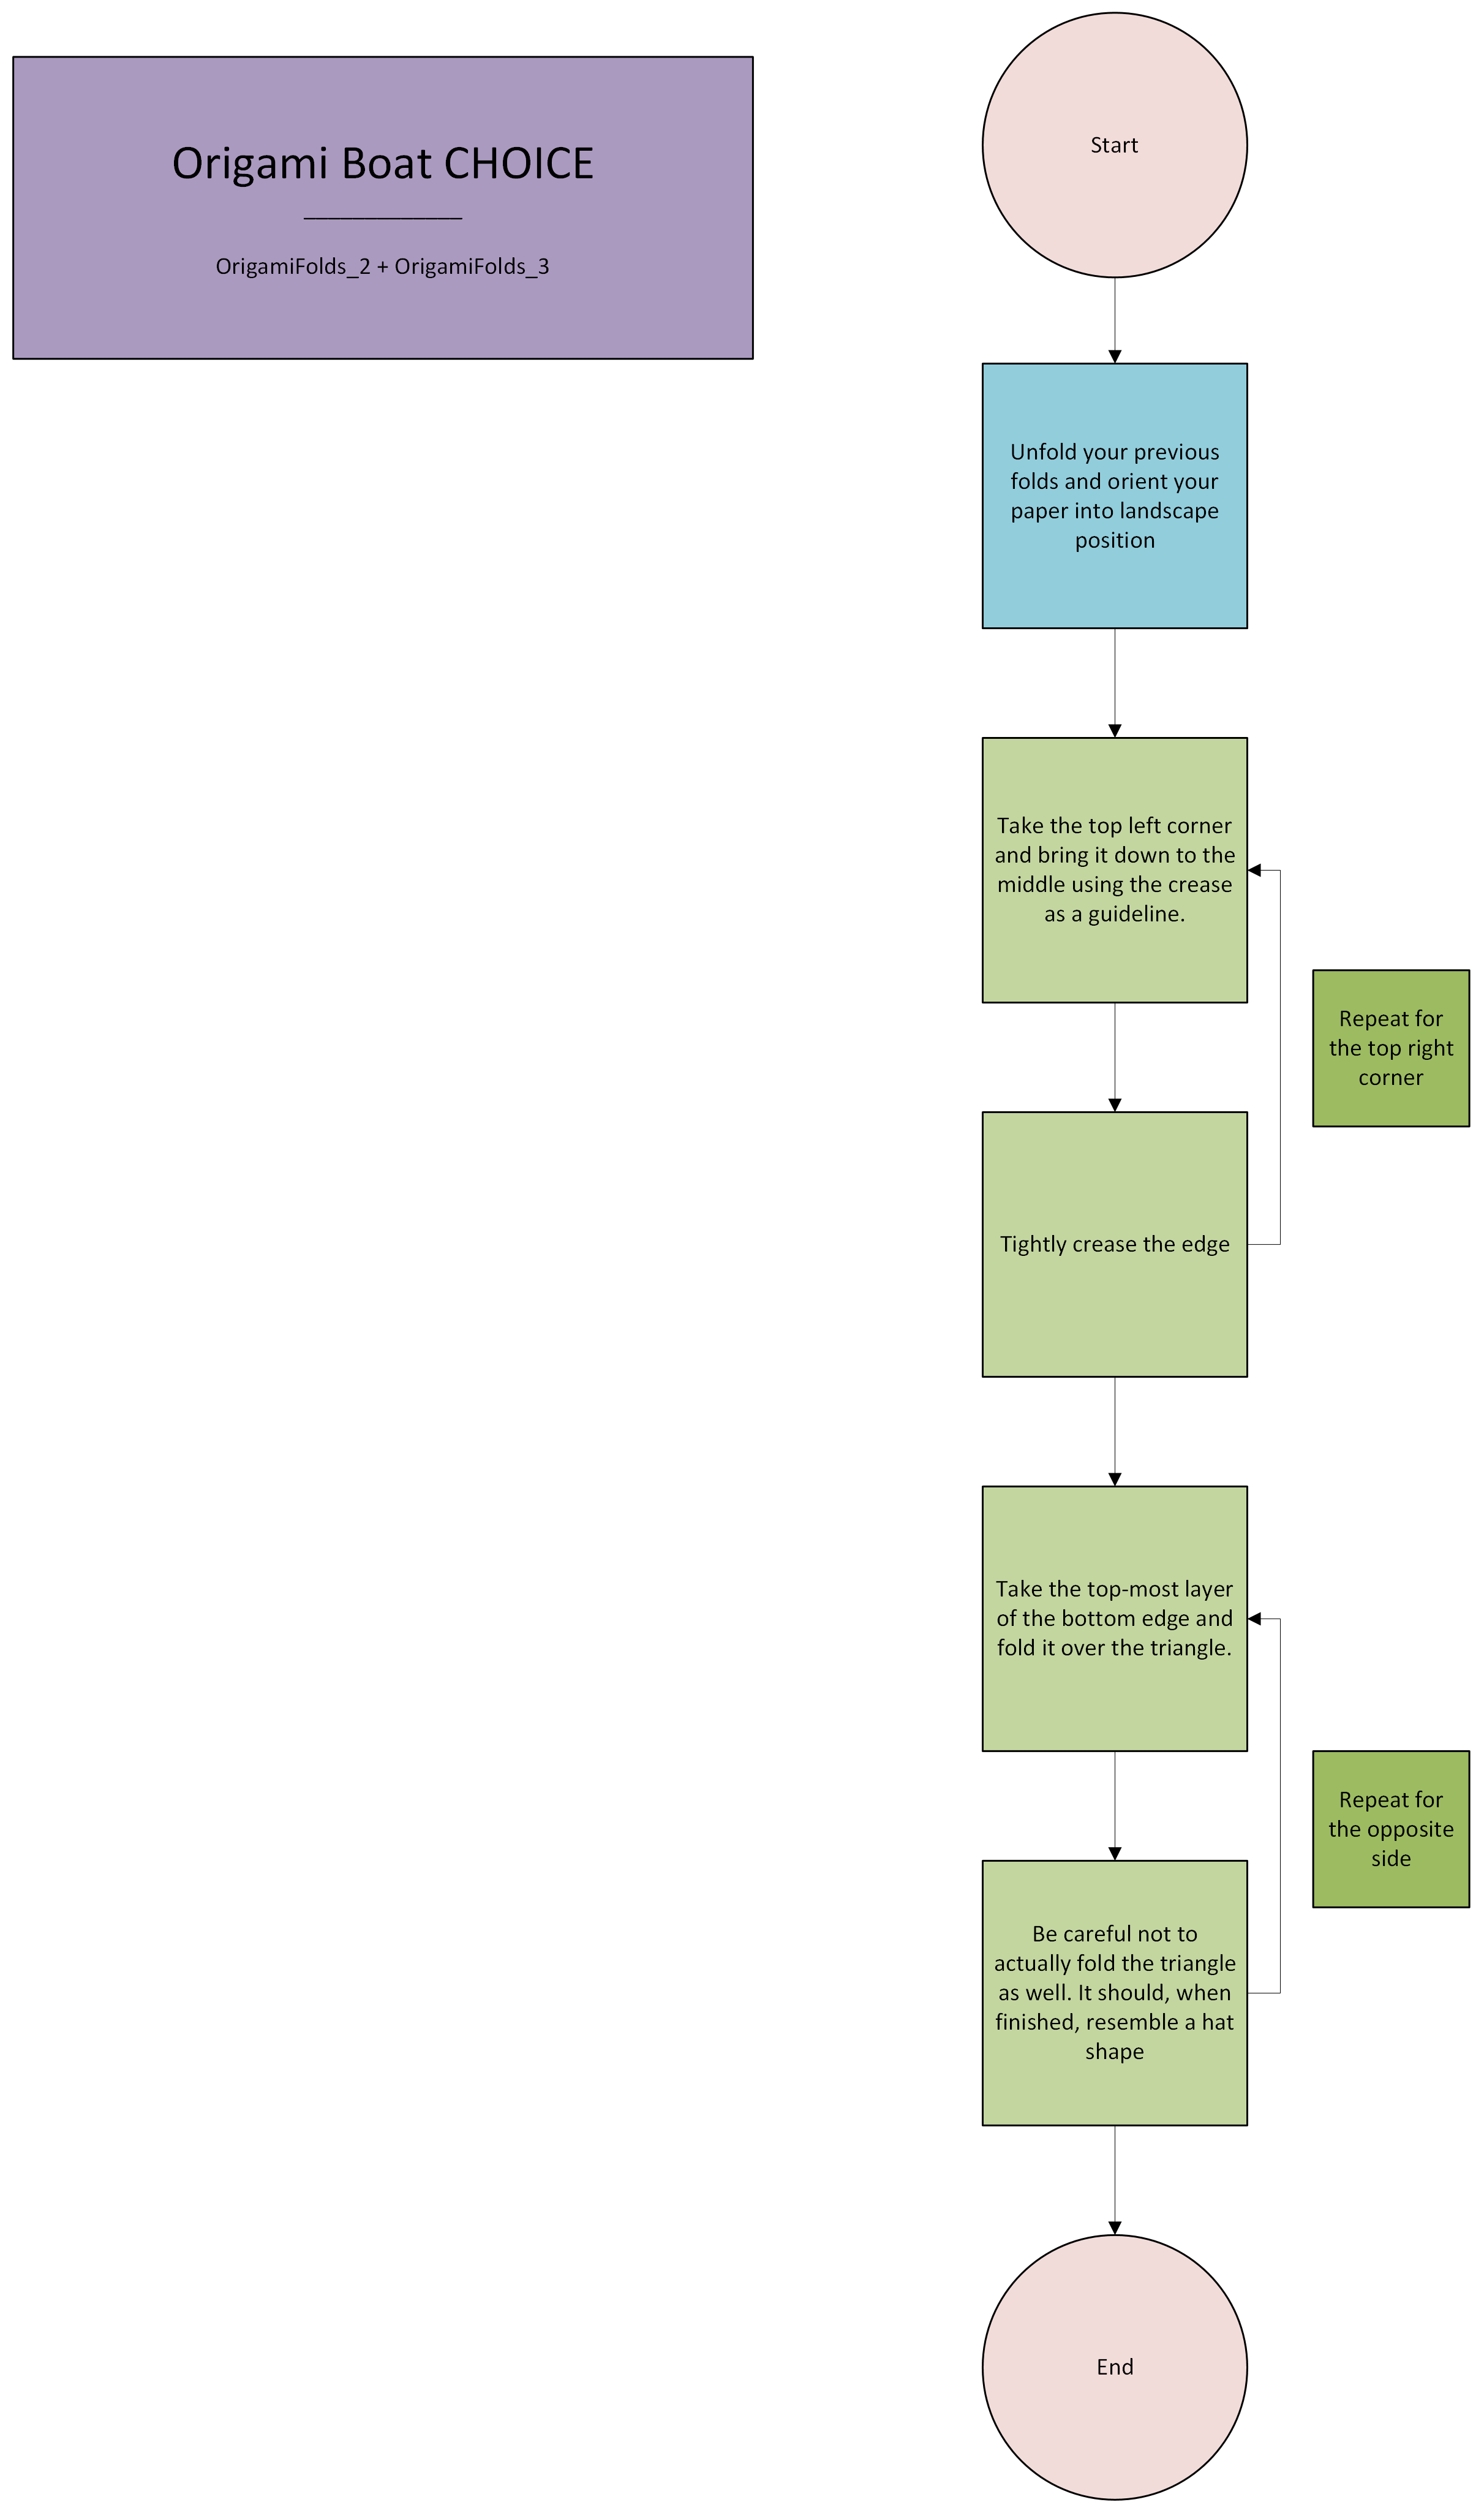 Origami Boat CHOICE
OrigamiFolds_2 + OrigamiFolds_3
Start
Unfold your previous
folds and orient your
paper into landscape
position
Take the top left corner
and bring it down to the
middle using the crease
as a guideline.
Repeat for
the top right
corner
Tightly crease the edge
Take the top-most layer
of the bottom edge and
fold it over the triangle.
Repeat for
the opposite
side
Be careful not to
actually fold the triangle
as well. It should, when
finished, resemble a hat
shape
End